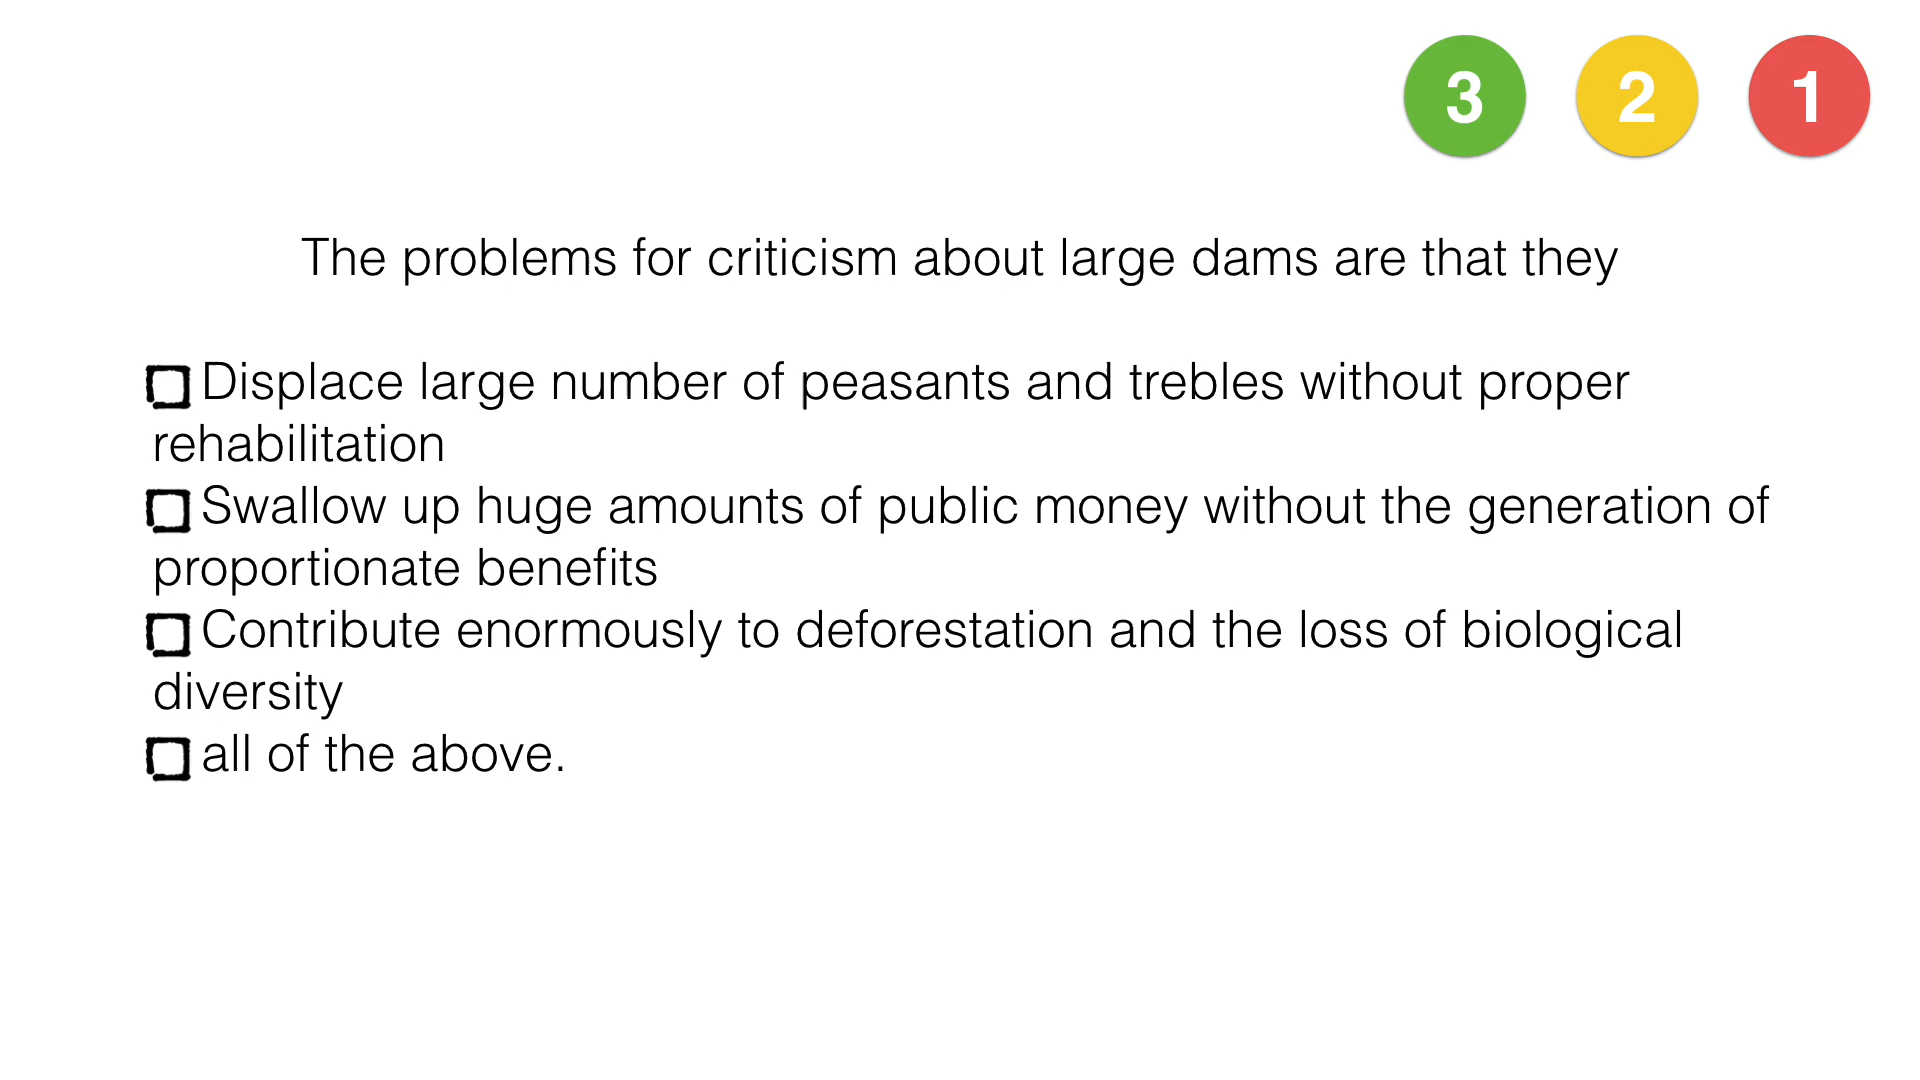 3 2 1
The problems for criticism about large dams are that they
Displace large number of peasants and trebles without proper
rehabilitation
Swallow up huge amounts of public money without the generation of
proportionate benefits
Contribute enormously to deforestation and the loss of biological
diversity
all of the above.